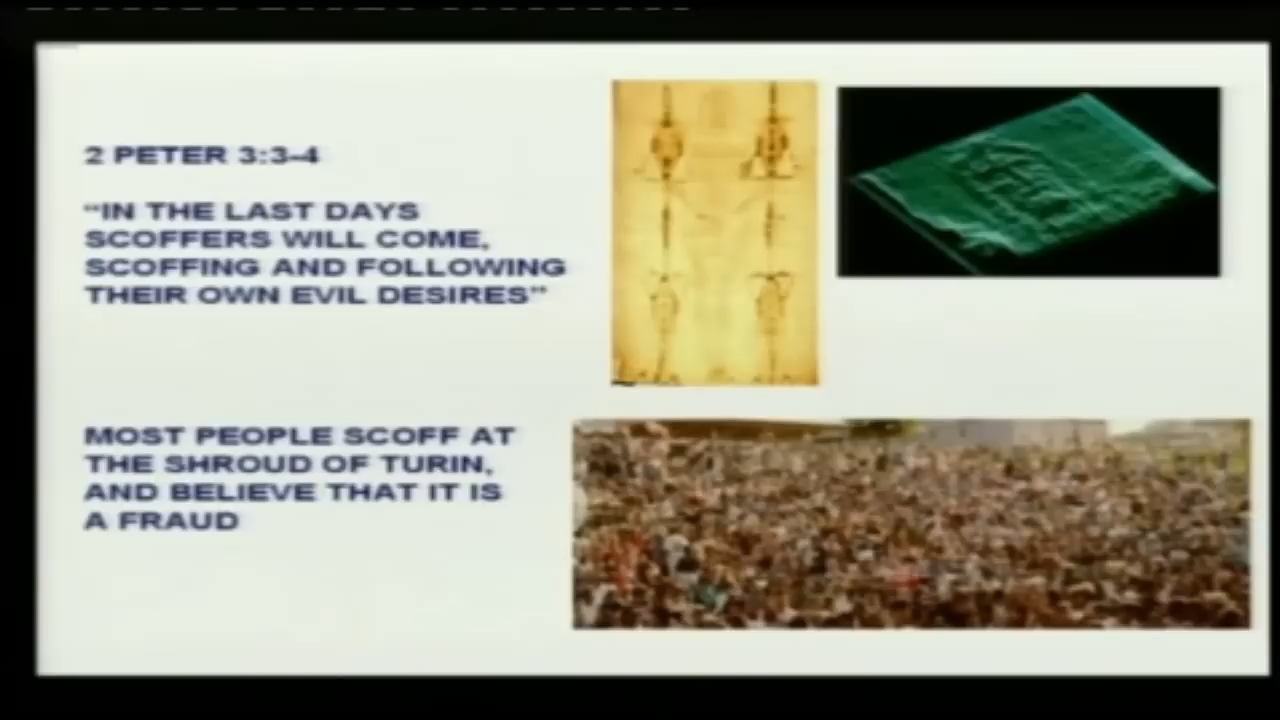 2 PETER 3:3-4
“IN THE LAST DAYS
SCOFFERS WILL COME,
SCOFFING AND FOLLOWING
THEIR OWN EVIL DESIRES”
MOST PEOPLE SCOFF AT
THE SHROUD OF TURIN,
AND BELIEVE THAT IT IS
A FRAUD